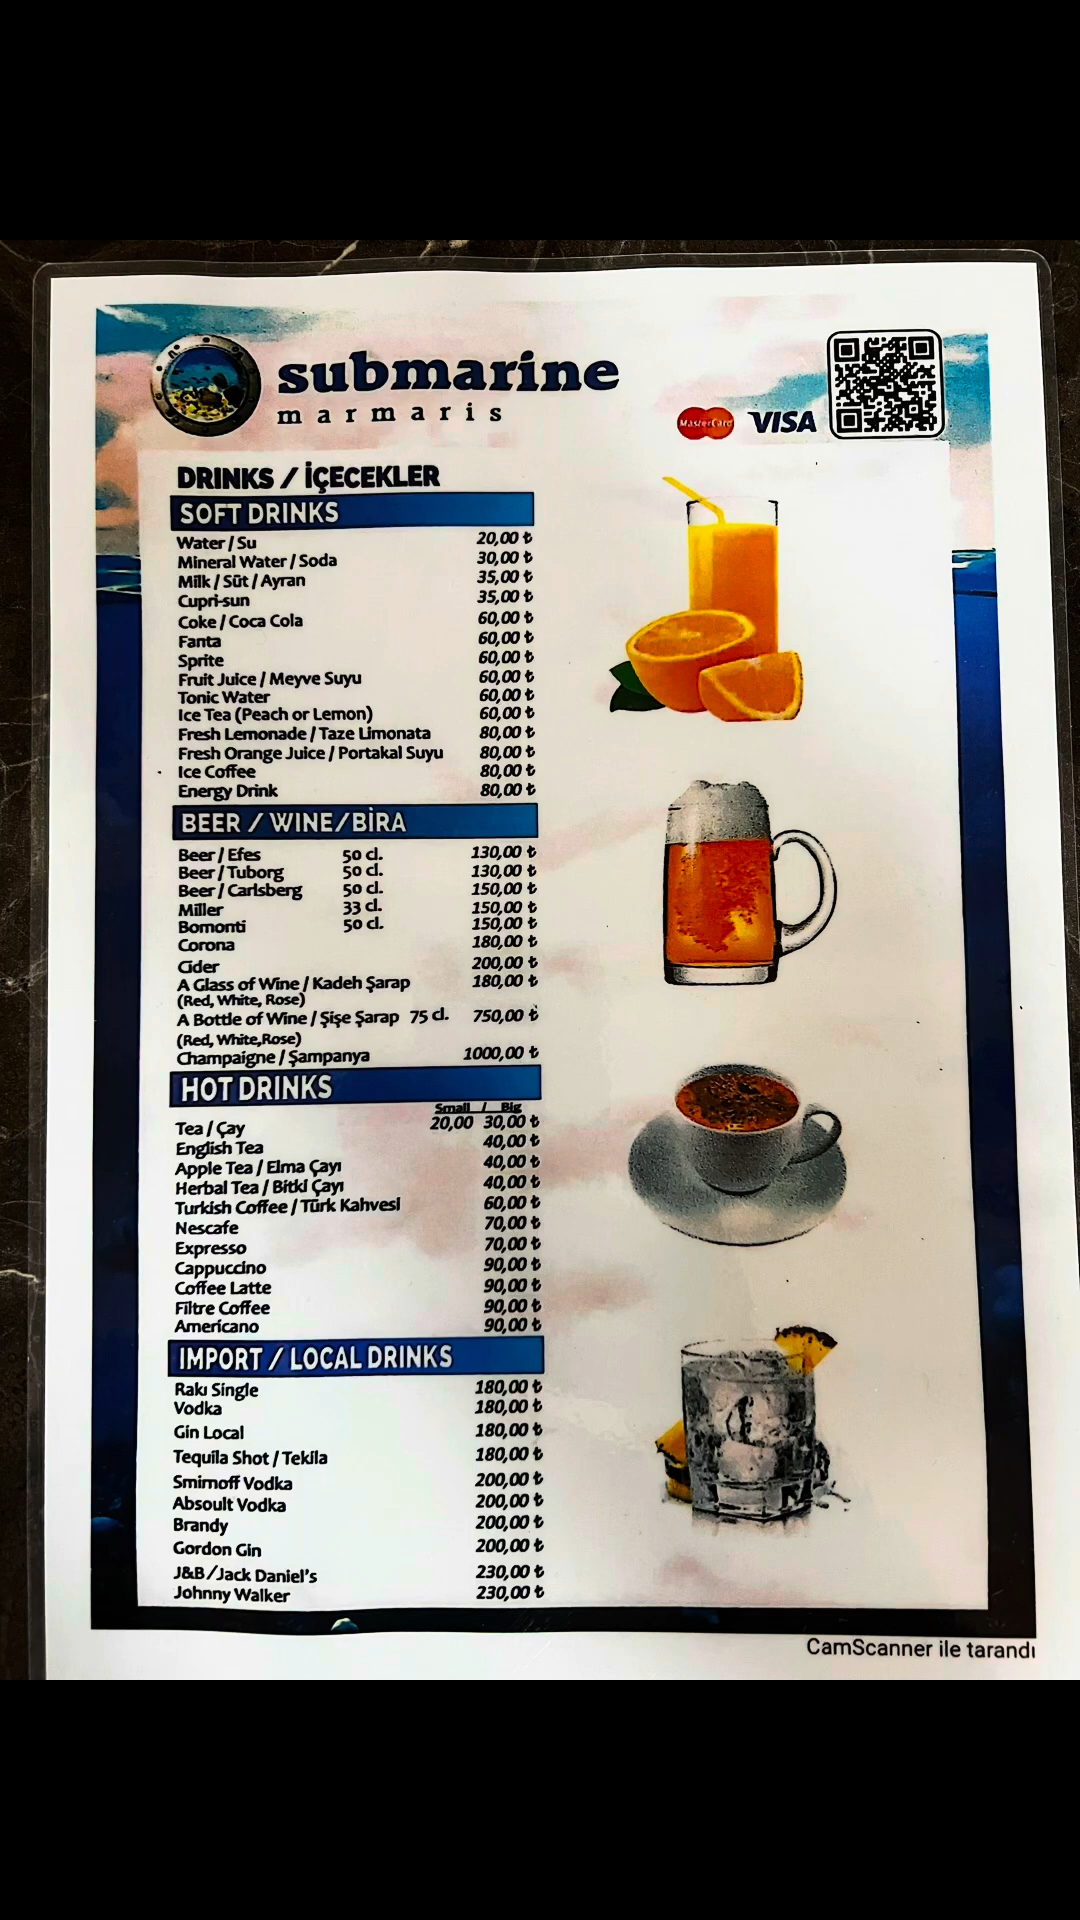 submarine
marmaris
MasterCard VISA
DRINKS / İÇECEKLER
SOFT DRINKS
Water / Su 20,00 ₺
Mineral Water / Soda 30,00 ₺
Milk / Süt / Ayran 35,00 ₺
Cupri-sun 35,00 ₺
Coke / Coca Cola 60,00 ₺
Fanta 60,00 ₺
Sprite 60,00 ₺
Fruit Juice / Meyve Suyu 60,00 ₺
Tonic Water 60,00 ₺
Ice Tea (Peach or Lemon) 60,00 ₺
Fresh Lemonade / Taze Limonata 80,00 ₺
Fresh Orange Juice / Portakal Suyu 80,00 ₺
Ice Coffee 80,00 ₺
Energy Drink 80,00 ₺
BEER / WINE/BİRA
Beer / Efes 50 cl. 130,00 ₺
Beer / Tuborg 50 cl. 130,00 ₺
Beer / Carlsberg 50 cl. 150,00 ₺
Miller 33 cl. 150,00 ₺
Bomonti 50 cl. 150,00 ₺
Corona 180,00 ₺
Cider 200,00 ₺
A Glass of Wine / Kadeh Şarap 180,00 ₺
(Red, White, Rose)
A Bottle of Wine / Şişe Şarap 75 cl. 750,00 ₺
(Red, White,Rose)
Champaigne / Şampanya 1000,00 ₺
HOT DRINKS
Small / Big
Tea / Çay 20,00 30,00 ₺
English Tea 40,00 ₺
Apple Tea / Elma Çayı 40,00 ₺
Herbal Tea / Bitki Çayı 40,00 ₺
Turkish Coffee / Türk Kahvesi 60,00 ₺
Nescafe 70,00 ₺
Expresso 70,00 ₺
Cappuccino 90,00 ₺
Coffee Latte 90,00 ₺
Filtre Coffee 90,00 ₺
Americano 90,00 ₺
IMPORT / LOCAL DRINKS
Rakı Single 180,00 ₺
Vodka 180,00 ₺
Gin Local 180,00 ₺
Tequila Shot / Tekila 180,00 ₺
Smirnoff Vodka 200,00 ₺
Absoult Vodka 200,00 ₺
Brandy 200,00 ₺
Gordon Gin 200,00 ₺
J&B/Jack Daniel's 230,00 ₺
Johnny Walker 230,00 ₺
CamScanner ile tarandı